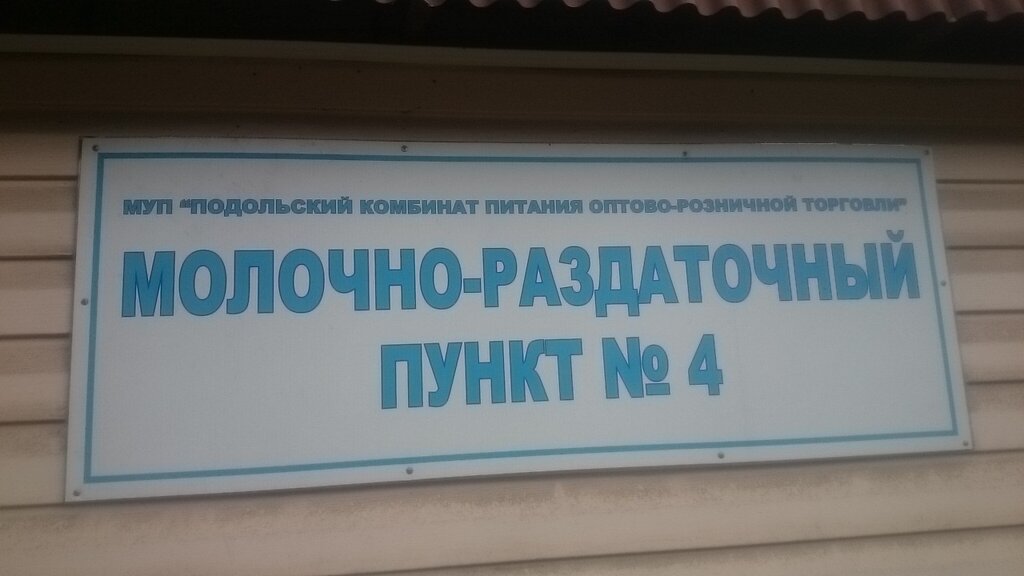 МУП “ПОДОЛЬСКИЙ КОМБИНАТ ПИТАНИЯ ОПТОВО-РОЗНИЧНОЙ ТОРГОВЛИ”
МОЛОЧНО-РАЗДАТОЧНЫЙ
ПУНКТ № 4